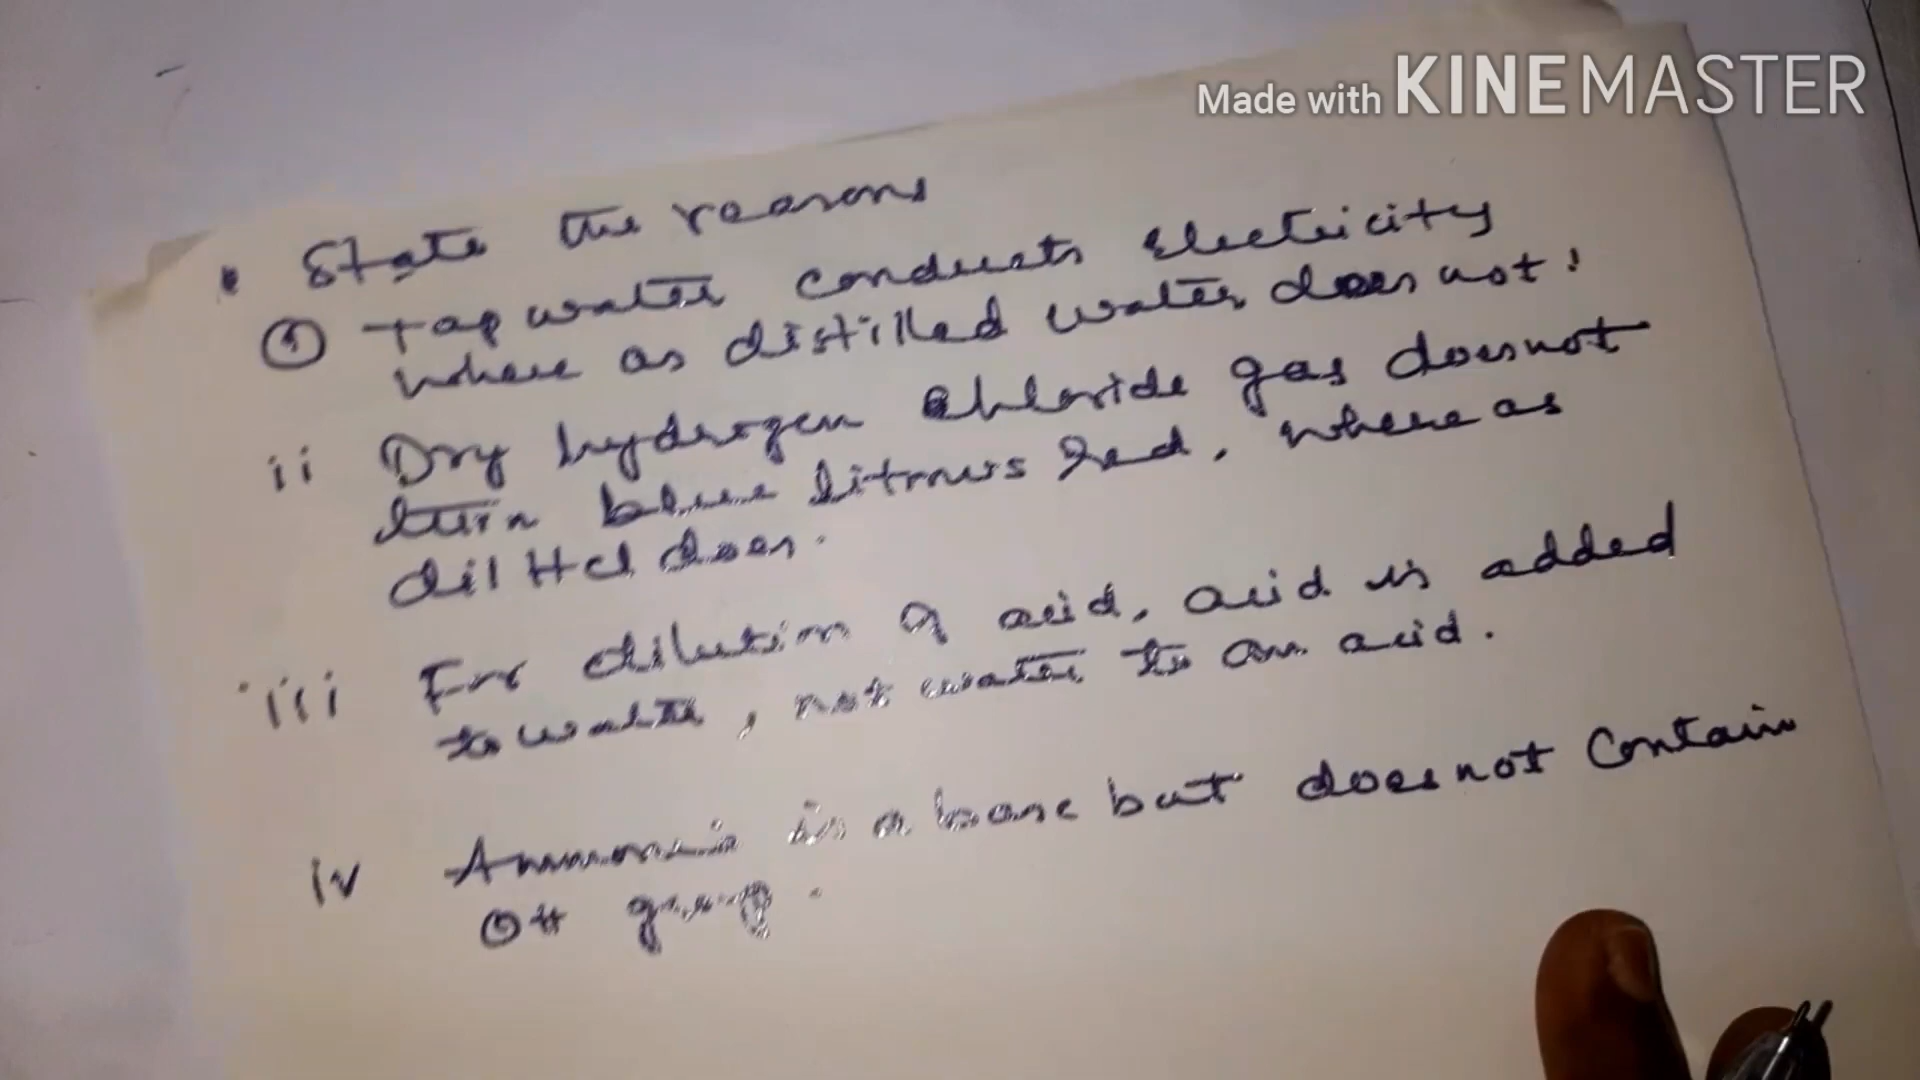 Made with KINEMASTER
State the reasons
i tap water conducts electricity
where as distilled water does not.
ii Dry hydrogen chloride gas doesnot
turn blue litmus red, where as
dil Hcl does.
iii For dilution of acid, acid is added
to water, not water to an acid.
iv Ammonia is a base but does not contain
OH group.